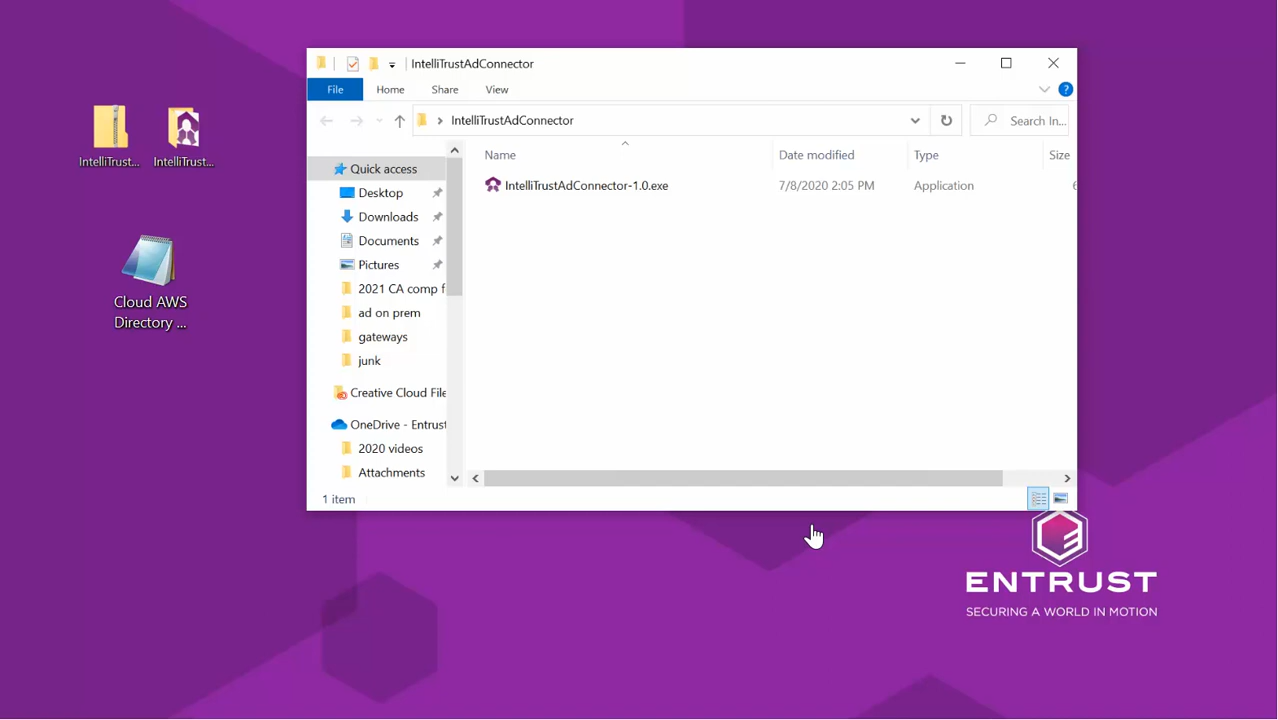 IntelliTrustAdConnector
File Home Share View
IntelliTrustAdConnector
Search In...
Name Date modified Type Size
Quick access
Desktop
Downloads
Documents
Pictures
2021 CA comp f
ad on prem
gateways
junk
Creative Cloud File
OneDrive - Entrust
2020 videos
Attachments
IntelliTrustAdConnector-1.0.exe 7/8/2020 2:05 PM Application
1 item
IntelliTrust...
IntelliTrust...
Cloud AWS
Directory ...
ENTRUST
SECURING A WORLD IN MOTION